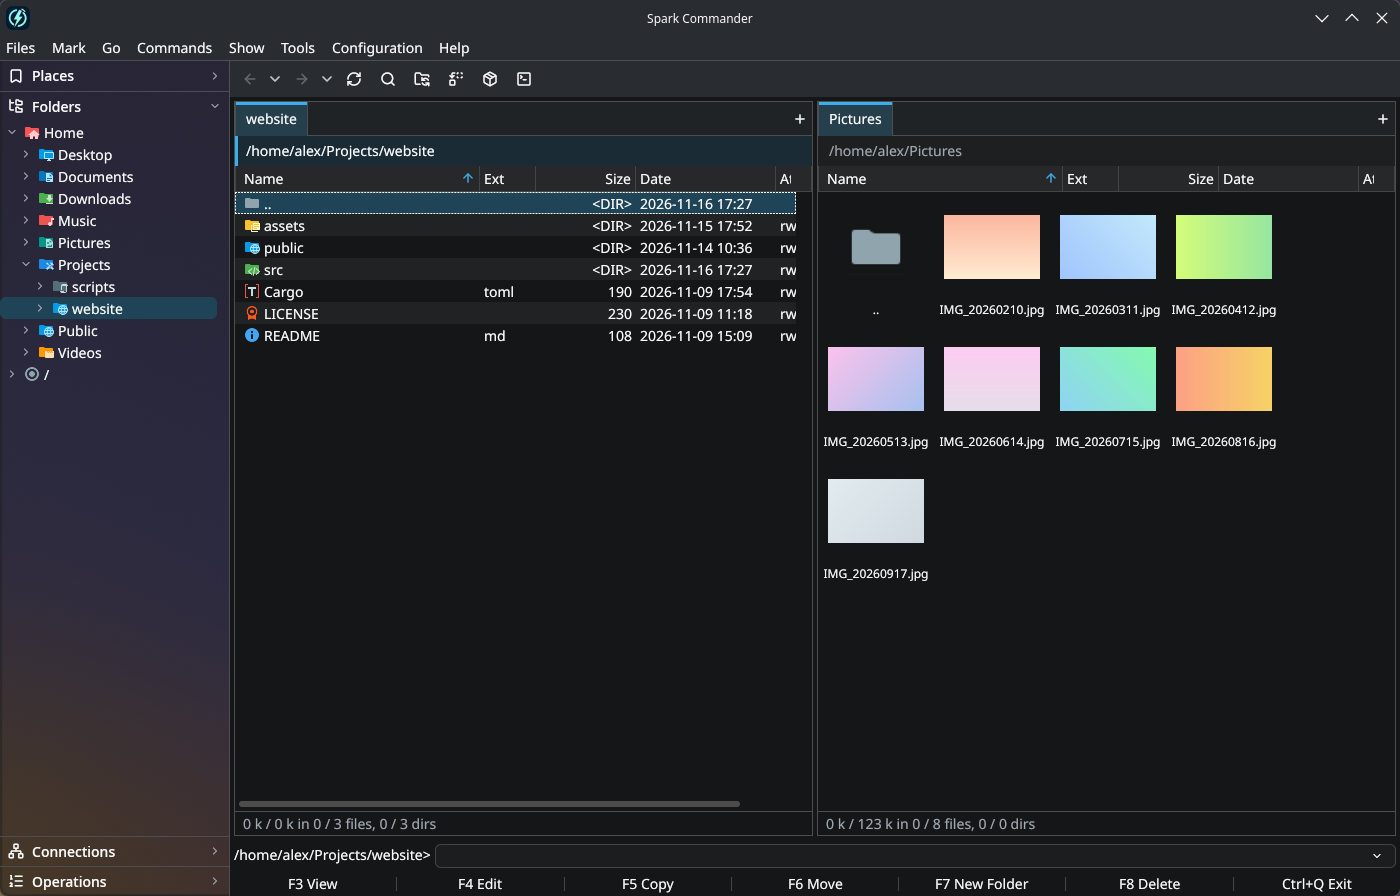 Spark Commander
Files Mark Go Commands Show Tools Configuration Help
Places
Folders
Home
Desktop
Documents
Downloads
Music
Pictures
Projects
scripts
website
Public
Videos
/
Connections
Operations
website +
/home/alex/Projects/website
Name Ext Size Date At
.. <DIR> 2026-11-16 17:27
assets <DIR> 2026-11-15 17:52 rw
public <DIR> 2026-11-14 10:36 rw
src <DIR> 2026-11-16 17:27 rw
Cargo toml 190 2026-11-09 17:54 rw
LICENSE 230 2026-11-09 11:18 rw
README md 108 2026-11-09 15:09 rw
0 k / 0 k in 0 / 3 files, 0 / 3 dirs
Pictures +
/home/alex/Pictures
Name Ext Size Date At
.. IMG_20260210.jpg IMG_20260311.jpg IMG_20260412.jpg
IMG_20260513.jpg IMG_20260614.jpg IMG_20260715.jpg IMG_20260816.jpg
IMG_20260917.jpg
0 k / 123 k in 0 / 8 files, 0 / 0 dirs
/home/alex/Projects/website>
F3 View F4 Edit F5 Copy F6 Move F7 New Folder F8 Delete Ctrl+Q Exit